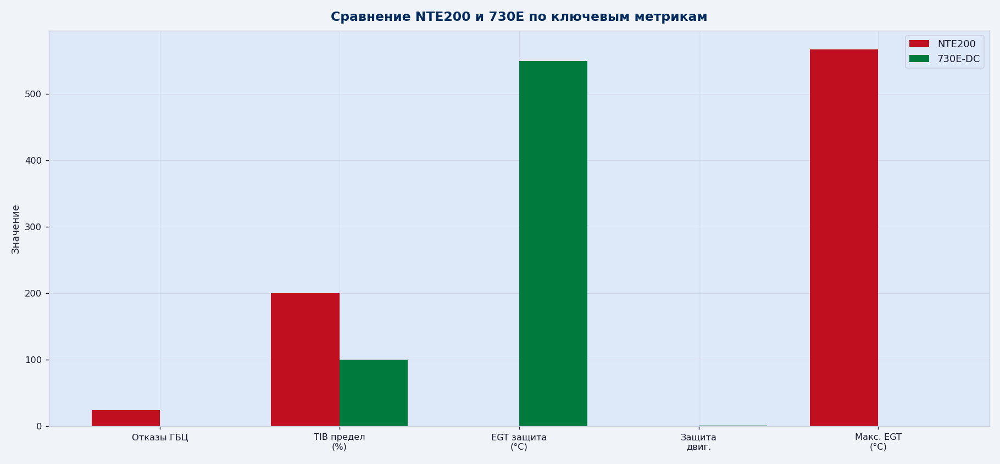 Сравнение NTE200 и 730E по ключевым метрикам
NTE200
730E-DC
Значение
500
400
300
200
100
0
Отказы ГБЦ
TIB предел
(%)
EGT защита
(°C)
Защита
двиг.
Макс. EGT
(°C)